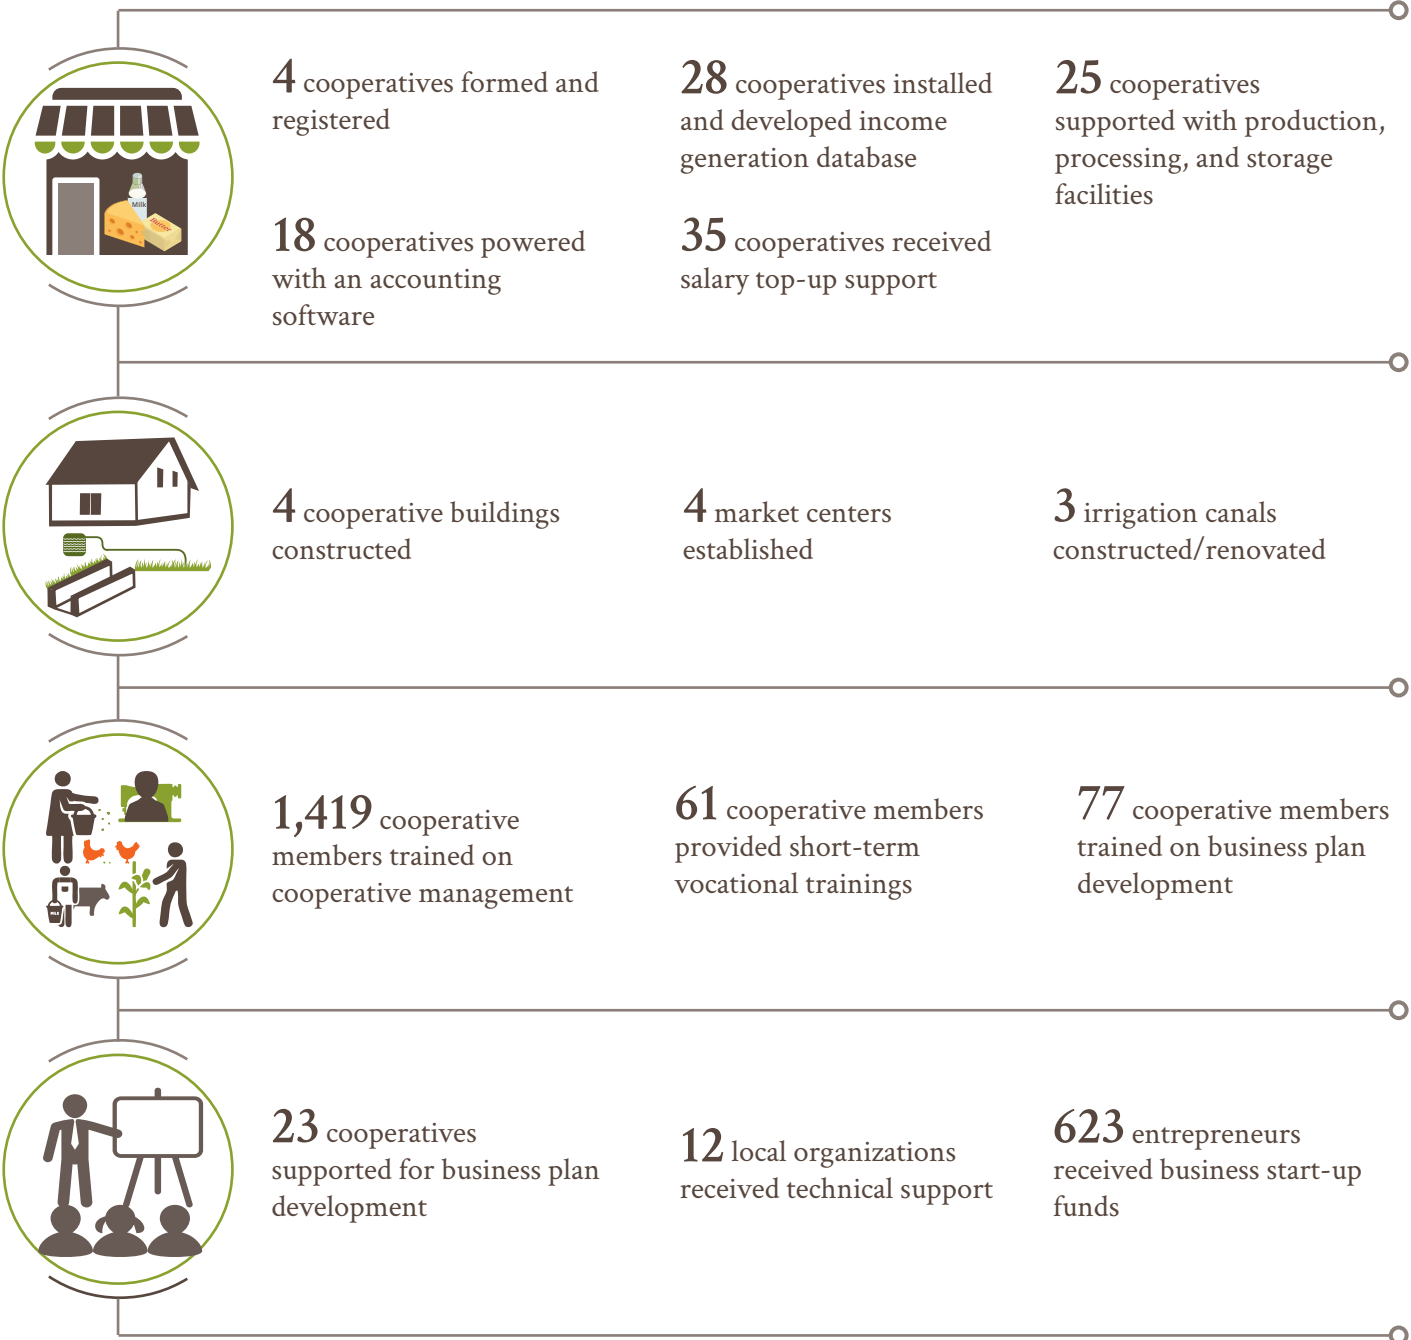 4 cooperatives formed and
registered
28 cooperatives installed
and developed income
generation database
25 cooperatives
supported with production,
processing, and storage
facilities
18 cooperatives powered
with an accounting
software
35 cooperatives received
salary top-up support
Milk
Butter
4 cooperative buildings
constructed
4 market centers
established
3 irrigation canals
constructed/renovated
1,419 cooperative
members trained on
cooperative management
61 cooperative members
provided short-term
vocational trainings
77 cooperative members
trained on business plan
development
MILK
23 cooperatives
supported for business plan
development
12 local organizations
received technical support
623 entrepreneurs
received business start-up
funds